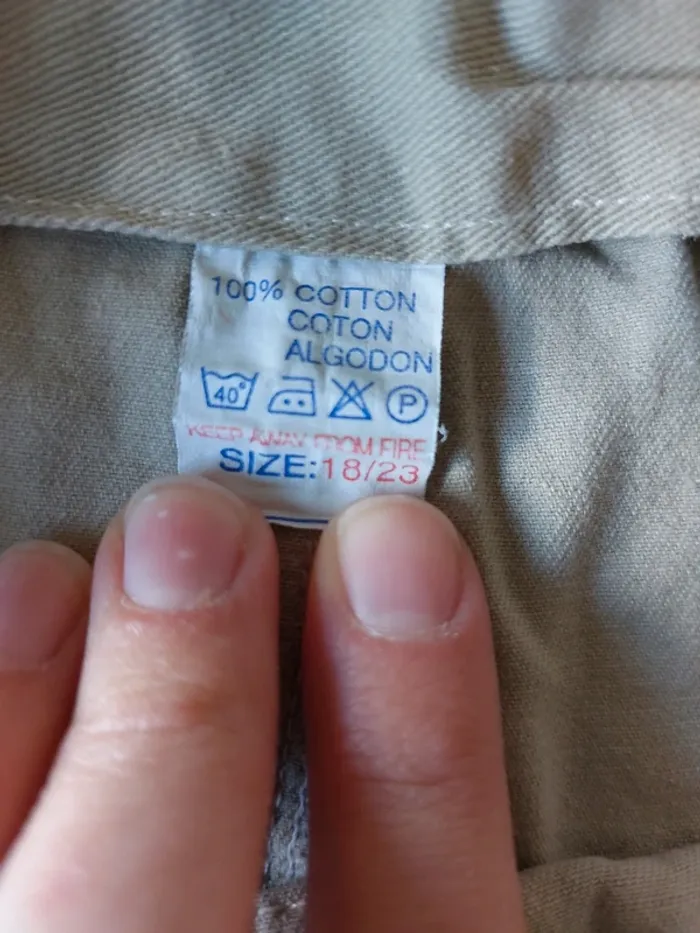 100% COTTON
COTON
ALGODON
40°
P
KEEP AWAY FROM FIRE
SIZE:18/23